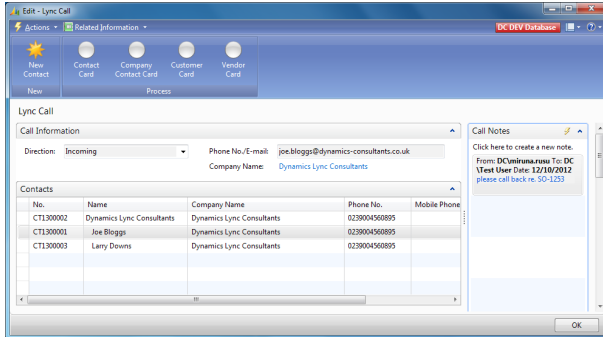 Edit - Lync Call
Actions Related Information DC DEV Database
New Contact
Contact Card
Company Contact Card
Customer Card
Vendor Card
New Process
Lync Call
Call Information
Direction: Incoming Phone No./E-mail: joe.bloggs@dynamics-consultants.co.uk
Company Name: Dynamics Lync Consultants
Contacts
No. Name Company Name Phone No. Mobile Phone
CT1300002 Dynamics Lync Consultants Dynamics Lync Consultants 0239004560895
CT1300001 Joe Bloggs Dynamics Lync Consultants 0239004560895
CT1300003 Larry Downs Dynamics Lync Consultants 0239004560895
Call Notes
Click here to create a new note.
From: DC\miruna.rusu To: DC
\Test User Date: 12/10/2012
please call back re. SO-1253
OK